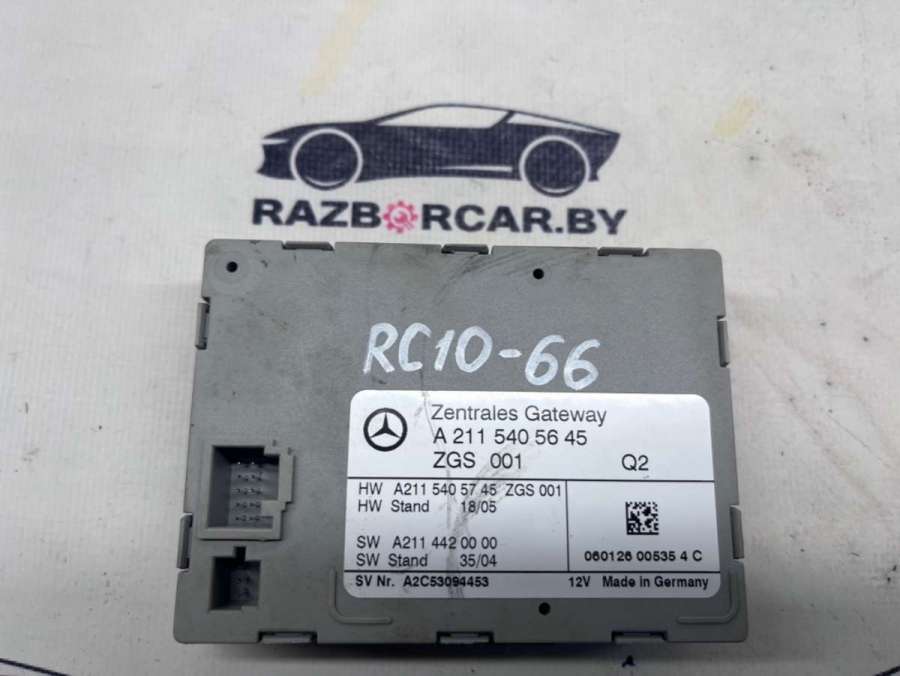 RAZBORCAR.BY
RC10-66
Zentrales Gateway
A 211 540 56 45
ZGS 001 Q2
HW A211 540 57 45 ZGS 001
HW Stand 18/05
SW A211 442 00 00
SW Stand 35/04
060126 00535 4 C
SV Nr. A2C53094453 12V Made in Germany